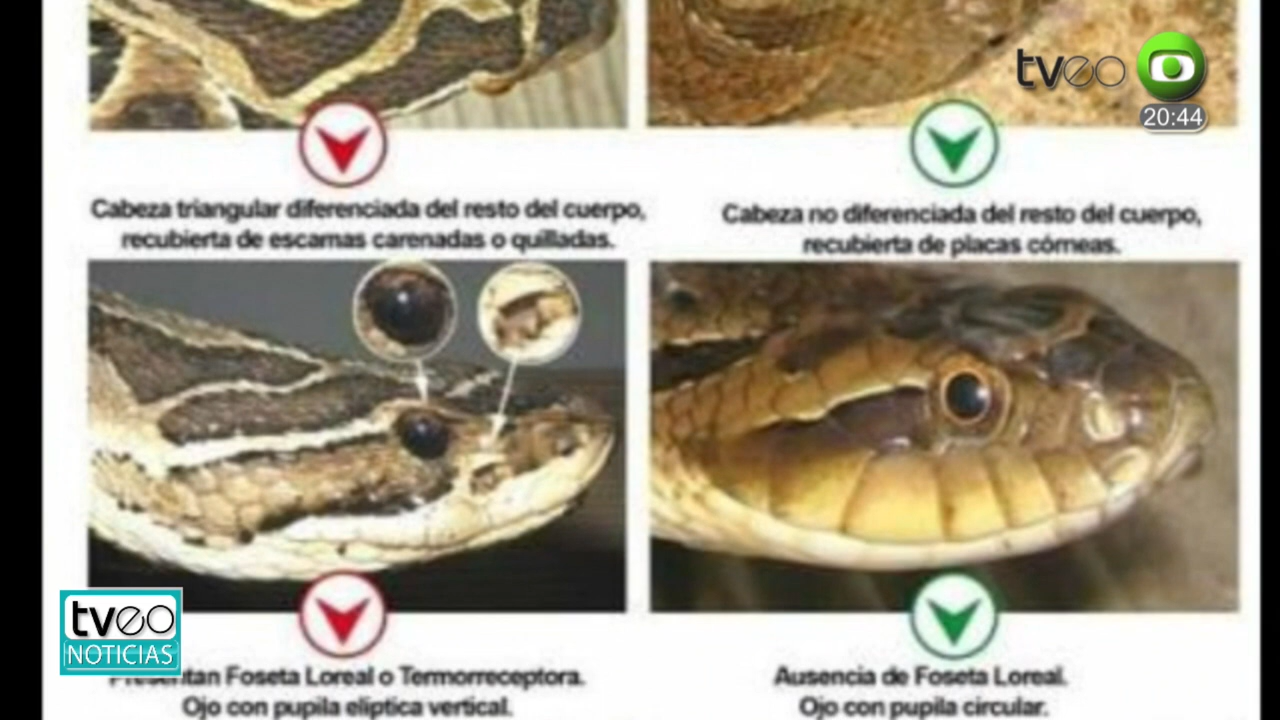 tveo
20:44
Cabeza triangular diferenciada del resto del cuerpo,
recubierta de escamas carenadas o quilladas.
Cabeza no diferenciada del resto del cuerpo,
recubierta de placas córneas.
Presentan Foseta Loreal o Termorreceptora.
Ojo con pupila elíptica vertical.
Ausencia de Foseta Loreal.
Ojo con pupila circular.
tveo
NOTICIAS